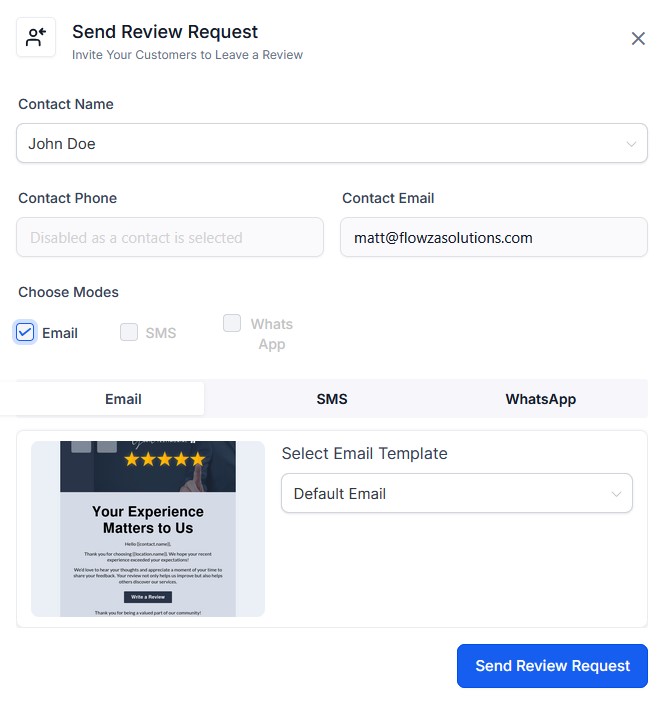 Send Review Request
Invite Your Customers to Leave a Review
Contact Name
John Doe
Contact Phone
Contact Email
Disabled as a contact is selected
matt@flowzasolutions.com
Choose Modes
Email
SMS
Whats
App
Email
SMS
WhatsApp
Select Email Template
Default Email
Your Experience
Matters to Us
Hello {{contact.name}},
Thank you for choosing {{location.name}}. We hope your recent
experience exceeded your expectations!
We'd love to hear your thoughts and appreciate a moment of your time to
share your feedback. Your review not only helps us improve but also helps
others discover our services.
Write a Review
Thank you for being a valued part of our community!
Send Review Request